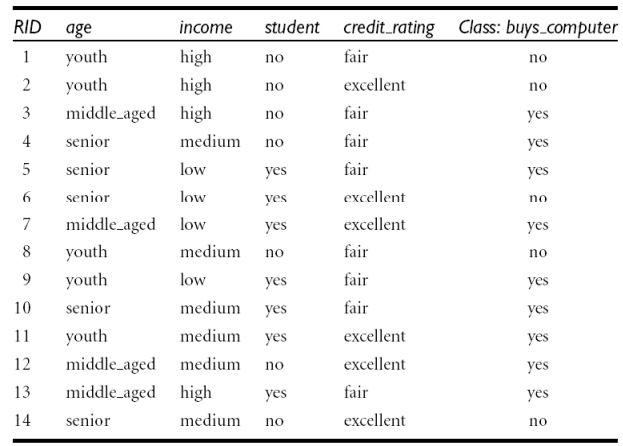 RID age income student credit_rating Class: buys_computer
1 youth high no fair no
2 youth high no excellent no
3 middle_aged high no fair yes
4 senior medium no fair yes
5 senior low yes fair yes
6 senior low yes excellent no
7 middle_aged low yes excellent yes
8 youth medium no fair no
9 youth low yes fair yes
10 senior medium yes fair yes
11 youth medium yes excellent yes
12 middle_aged medium no excellent yes
13 middle_aged high yes fair yes
14 senior medium no excellent no